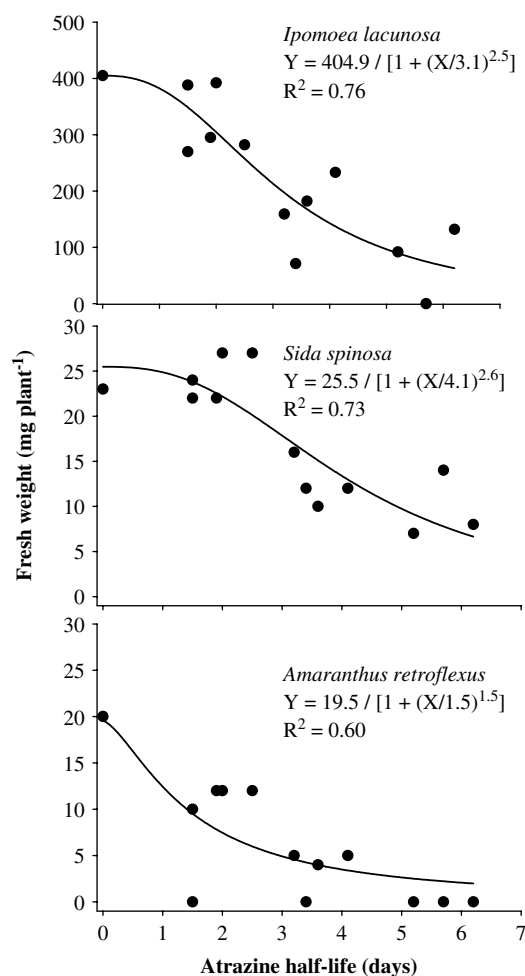 500
400
300
200
100
0
Ipomoea lacunosa
Y = 404.9 / [1 + (X/3.1)^2.5]
R² = 0.76
Fresh weight (mg plant⁻¹)
30
25
20
15
10
5
0
Sida spinosa
Y = 25.5 / [1 + (X/4.1)^2.6]
R² = 0.73
30
25
20
15
10
5
0
Amaranthus retroflexus
Y = 19.5 / [1 + (X/1.5)^1.5]
R² = 0.60
0 1 2 3 4 5 6 7
Atrazine half-life (days)